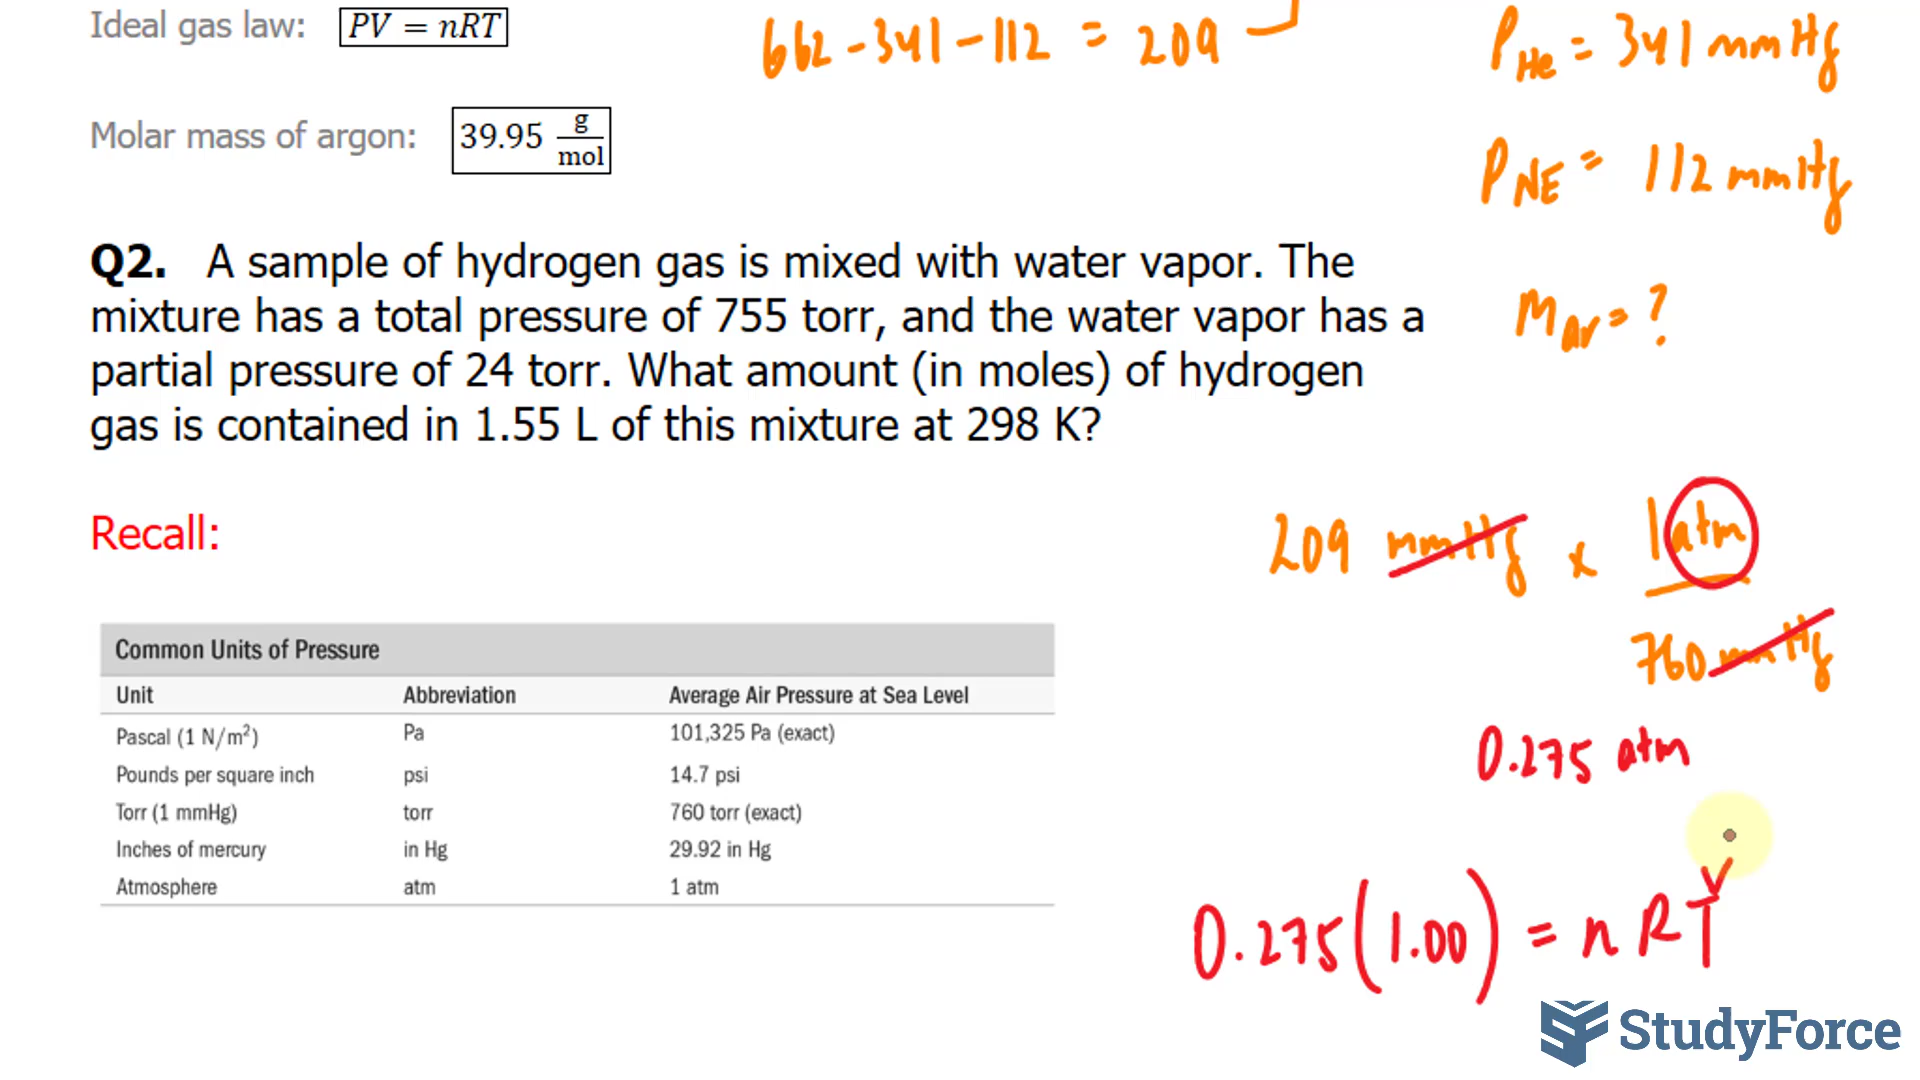 Ideal gas law: PV = nRT
662 - 341 - 112 = 209
P He = 341 mmHg
Molar mass of argon: 39.95 g/mol
P NE = 112 mmHg
Q2. A sample of hydrogen gas is mixed with water vapor. The
mixture has a total pressure of 755 torr, and the water vapor has a
partial pressure of 24 torr. What amount (in moles) of hydrogen
gas is contained in 1.55 L of this mixture at 298 K?
M Ar = ?
Recall:
209 mmHg x 1 atm
760 mmHg
0.275 atm
0.275 (1.00) = n R T
Common Units of Pressure
Unit Abbreviation Average Air Pressure at Sea Level
Pascal (1 N/m²) Pa 101,325 Pa (exact)
Pounds per square inch psi 14.7 psi
Torr (1 mmHg) torr 760 torr (exact)
Inches of mercury in Hg 29.92 in Hg
Atmosphere atm 1 atm
StudyForce